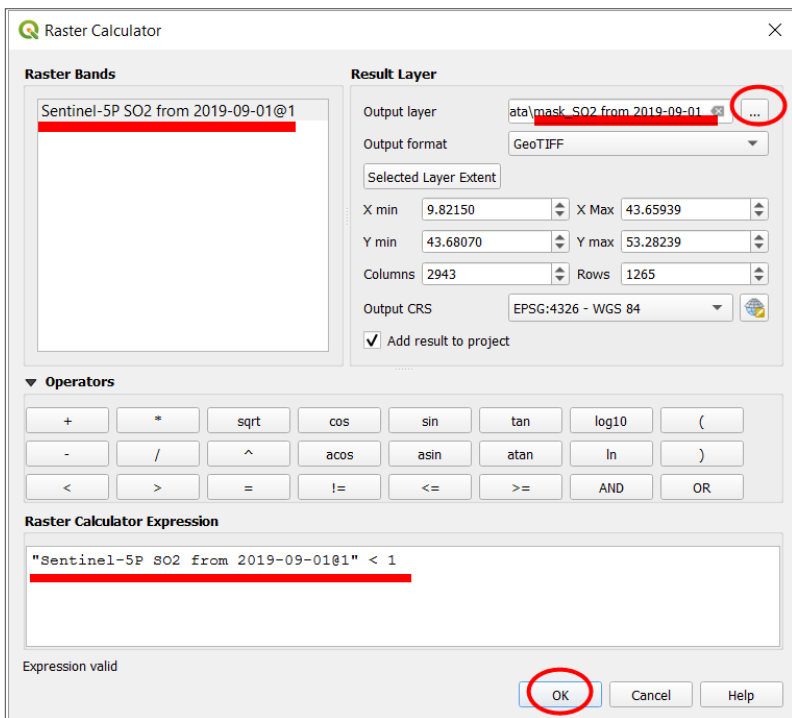 Raster Calculator
Raster Bands
Sentinel-5P SO2 from 2019-09-01@1
Result Layer
Output layer ata\mask_SO2 from 2019-09-01 ...
Output format GeoTIFF
Selected Layer Extent
X min 9.82150 X Max 43.65939
Y min 43.68070 Y max 53.28239
Columns 2943 Rows 1265
Output CRS EPSG:4326 - WGS 84
Add result to project
Operators
+ * sqrt cos sin tan log10 (
- / ^ acos asin atan ln )
< > = != <= >= AND OR
Raster Calculator Expression
"Sentinel-5P SO2 from 2019-09-01@1" < 1
Expression valid
OK Cancel Help